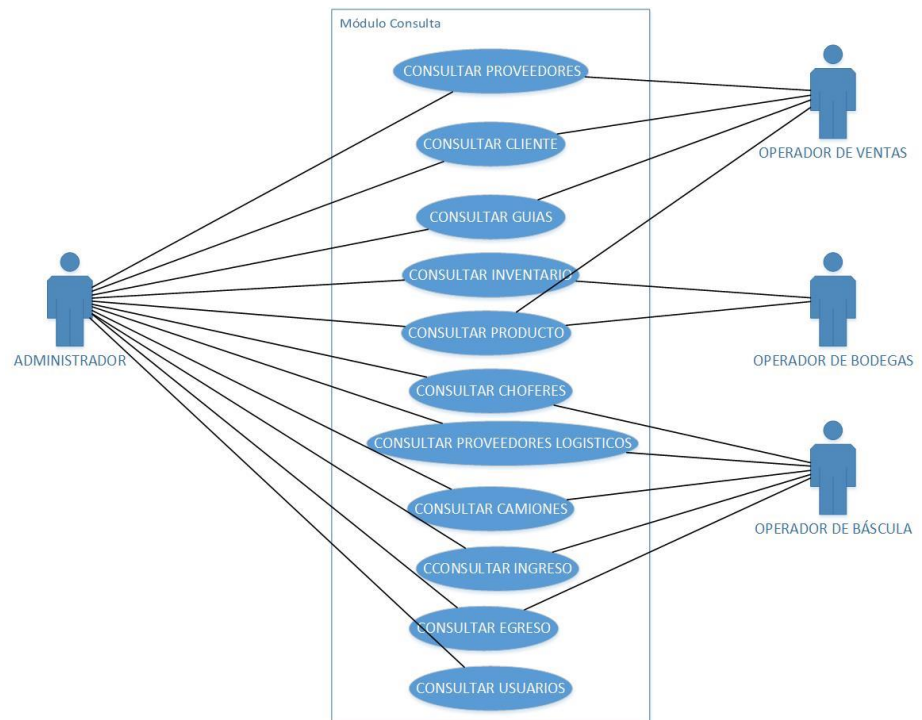 Módulo Consulta
CONSULTAR PROVEEDORES
CONSULTAR CLIENTE
OPERADOR DE VENTAS
CONSULTAR GUIAS
CONSULTAR INVENTARIO
CONSULTAR PRODUCTO
ADMINISTRADOR
OPERADOR DE BODEGAS
CONSULTAR CHOFERES
CONSULTAR PROVEEDORES LOGISTICOS
CONSULTAR CAMIONES
OPERADOR DE BÁSCULA
CCONSULTAR INGRESO
CONSULTAR EGRESO
CONSULTAR USUARIOS